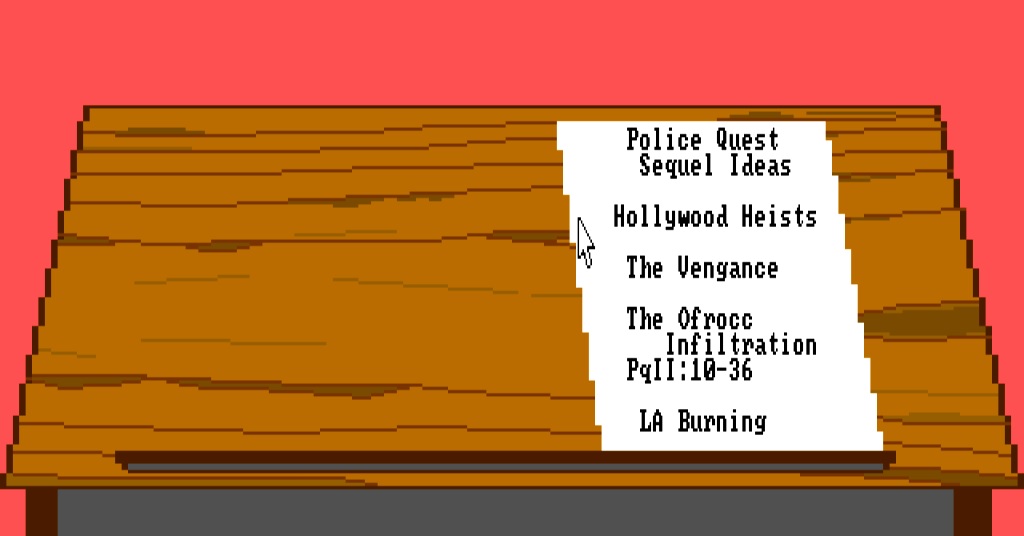 Police Quest
Sequel Ideas
Hollywood Heists
The Vengance
The Ofrocc
Infiltration
PqII:10-36
LA Burning